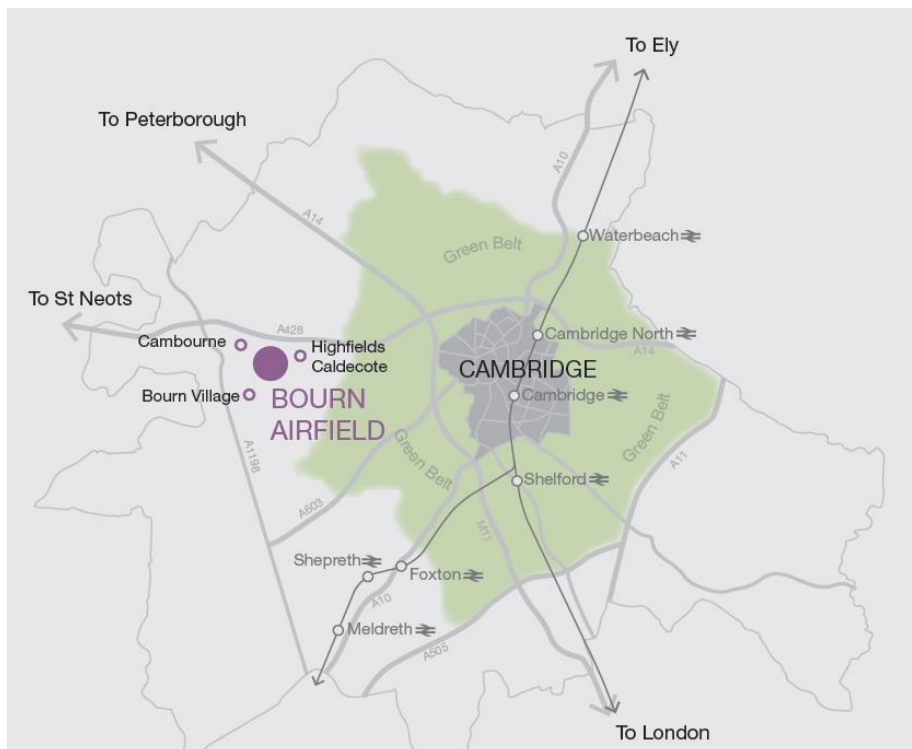 To Ely
To Peterborough
A10
A14
Green Belt
Waterbeach
To St Neots
A428
Cambourne
Highfields
Caldecote
Cambridge North
A14
CAMBRIDGE
Bourn Village
BOURN
AIRFIELD
Cambridge
Green Belt
Green Belt
A11
A1198
Shelford
A603
M11
Shepreth
Foxton
A10
Meldreth
A505
To London